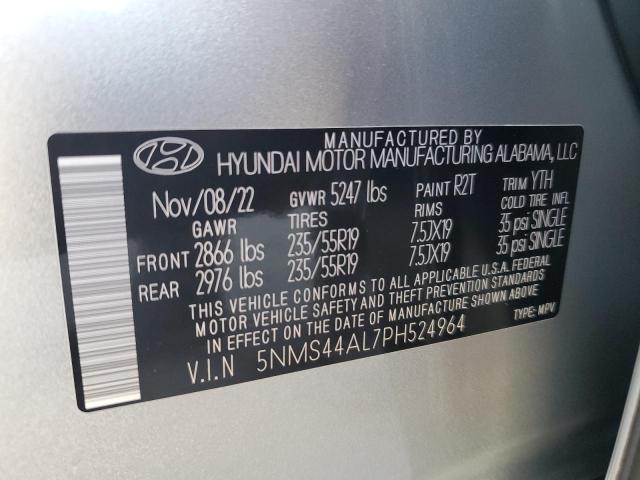 MANUFACTURED BY
HYUNDAI MOTOR MANUFACTURING ALABAMA, LLC
Nov/08/22 GVWR 5247 lbs PAINT R2T TRIM YTH
GAWR TIRES RIMS COLD TIRE INFL
FRONT 2866 lbs 235/55R19 7.5JX19 35 psi SINGLE
REAR 2976 lbs 235/55R19 7.5JX19 35 psi SINGLE
THIS VEHICLE CONFORMS TO ALL APPLICABLE U.S.A. FEDERAL
MOTOR VEHICLE SAFETY AND THEFT PREVENTION STANDARDS
IN EFFECT ON THE DATE OF MANUFACTURE SHOWN ABOVE
V.I.N 5NMS44AL7PH524964 TYPE: MPV